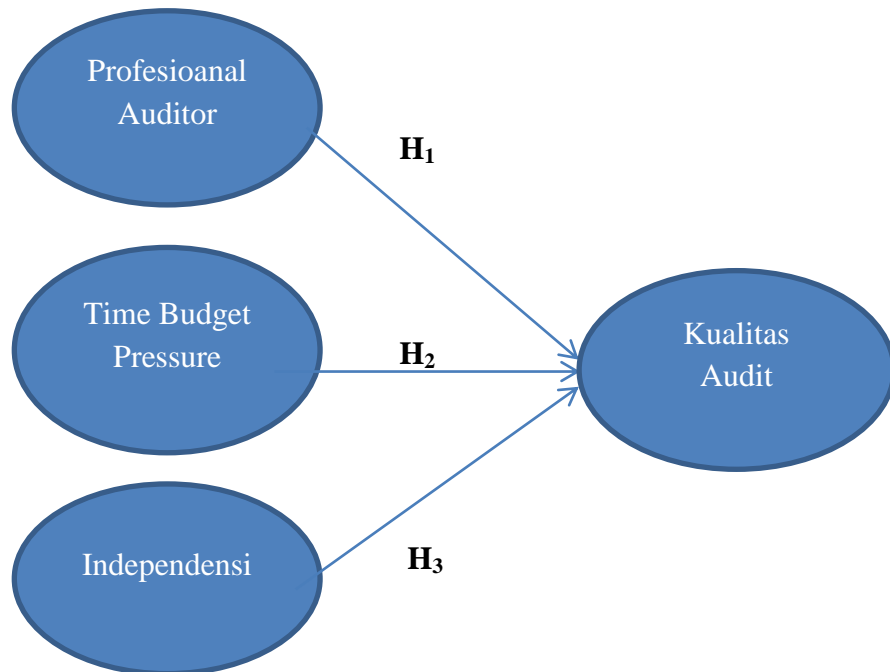 Profesioanal
Auditor
H1
Time Budget
Pressure
H2
Kualitas
Audit
Independensi
H3